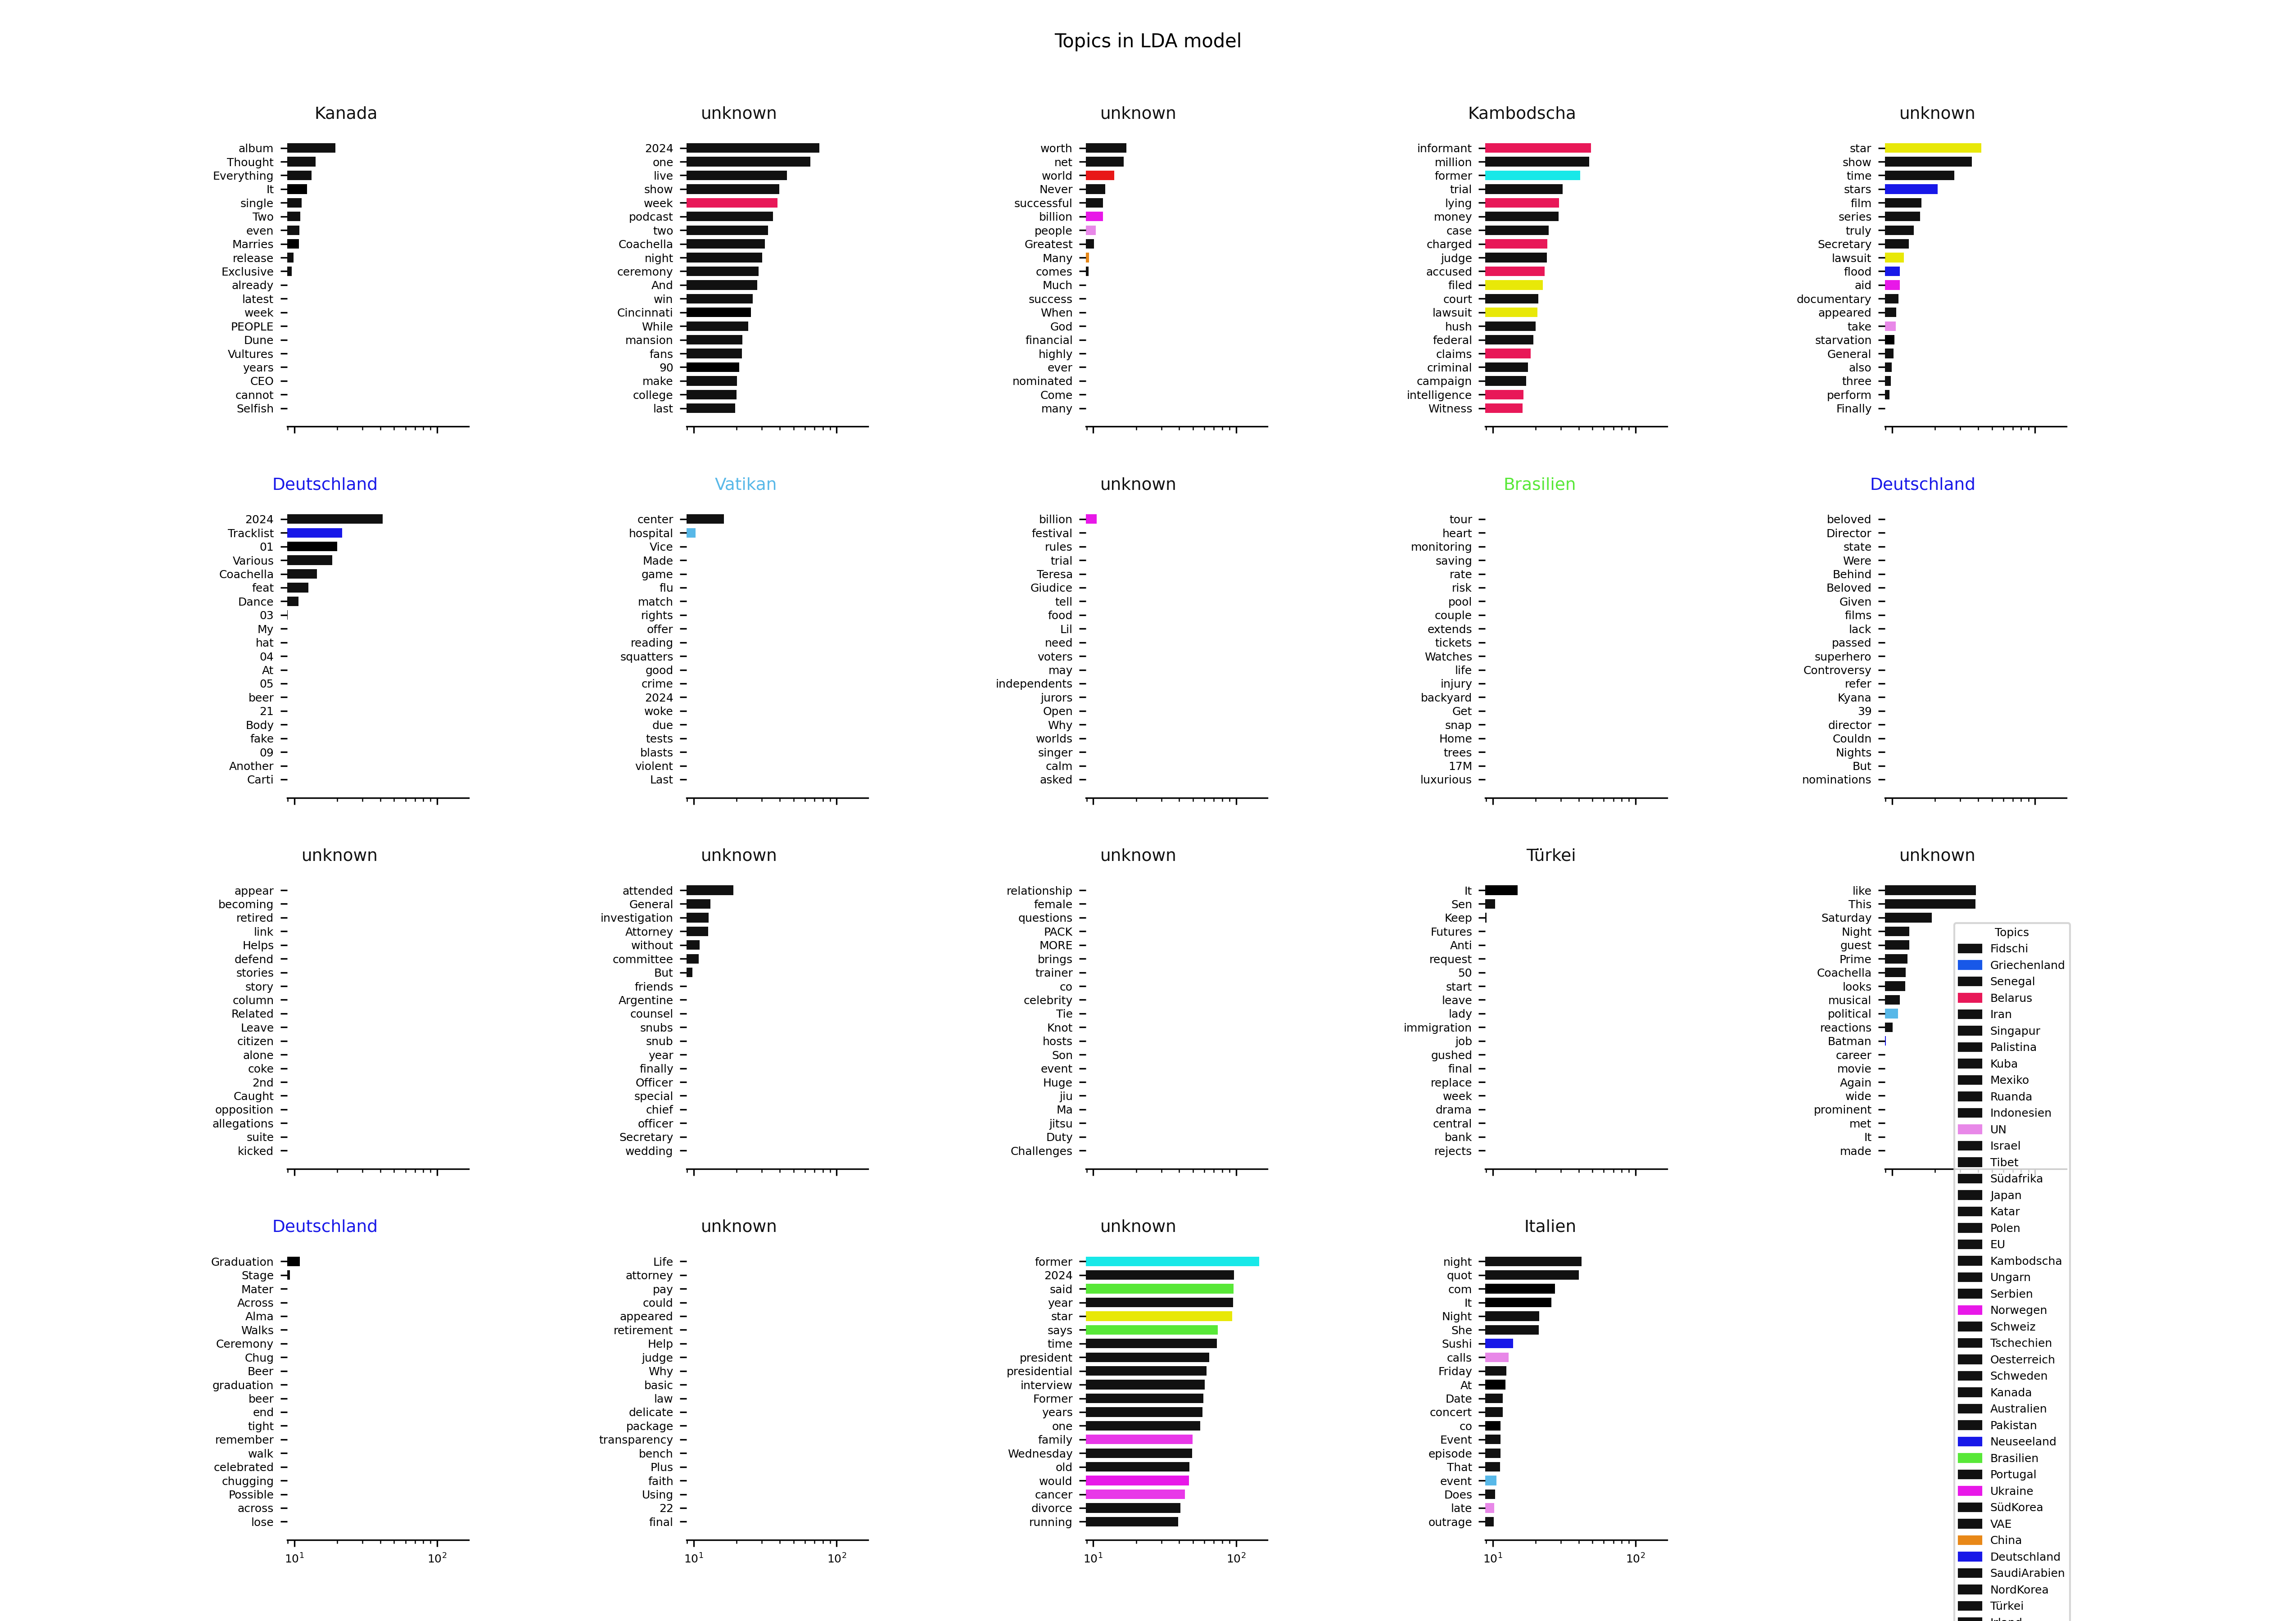 Topics in LDA model
Kanada
album
Thought
Everything
It
single
Two
even
Marries
release
Exclusive
already
latest
week
PEOPLE
Dune
Vultures
years
CEO
cannot
Selfish
unknown
2024
one
live
show
week
podcast
two
Coachella
night
ceremony
And
win
Cincinnati
While
mansion
fans
90
make
college
last
unknown
worth
net
world
Never
successful
billion
people
Greatest
Many
comes
Much
success
When
God
financial
highly
ever
nominated
Come
many
Kambodscha
informant
million
former
trial
lying
money
case
charged
judge
accused
filed
court
lawsuit
hush
federal
claims
criminal
campaign
intelligence
Witness
unknown
star
show
time
stars
film
series
truly
Secretary
lawsuit
flood
aid
documentary
appeared
take
starvation
General
also
three
perform
Finally
Deutschland
2024
Tracklist
01
Various
Coachella
feat
Dance
03
My
hat
04
At
05
beer
21
Body
fake
09
Another
Carti
Vatikan
center
hospital
Vice
Made
game
flu
match
rights
offer
reading
squatters
good
crime
2024
woke
due
tests
blasts
violent
Last
unknown
billion
festival
rules
trial
Teresa
Giudice
tell
food
Lil
need
voters
may
independents
jurors
Open
Why
worlds
singer
calm
asked
Brasilien
tour
heart
monitoring
saving
rate
risk
pool
couple
extends
tickets
Watches
life
injury
backyard
Get
snap
Home
trees
17M
luxurious
Deutschland
beloved
Director
state
Were
Behind
Beloved
Given
films
lack
passed
superhero
Controversy
refer
Kyana
39
director
Couldn
Nights
But
nominations
unknown
appear
becoming
retired
link
Helps
defend
stories
story
column
Related
Leave
citizen
alone
coke
2nd
Caught
opposition
allegations
suite
kicked
unknown
attended
General
investigation
Attorney
without
committee
But
friends
Argentine
counsel
snubs
snub
year
finally
Officer
special
chief
officer
Secretary
wedding
unknown
relationship
female
questions
PACK
MORE
brings
trainer
co
celebrity
Tie
Knot
hosts
Son
event
Huge
jiu
Ma
jitsu
Duty
Challenges
Türkei
It
Sen
Keep
Futures
Anti
request
50
start
leave
lady
immigration
job
gushed
final
replace
week
drama
central
bank
rejects
unknown
like
This
Saturday
Night
guest
Prime
Coachella
looks
musical
political
reactions
Batman
career
movie
Again
wide
prominent
met
It
made
Deutschland
Graduation
Stage
Mater
Across
Alma
Walks
Ceremony
Chug
Beer
graduation
beer
end
tight
remember
walk
celebrated
chugging
Possible
across
lose
10¹
10²
unknown
Life
attorney
pay
could
appeared
retirement
Help
judge
Why
basic
law
delicate
package
transparency
bench
Plus
faith
Using
22
final
10¹
10²
unknown
former
2024
said
year
star
says
time
president
presidential
interview
Former
years
one
family
Wednesday
old
would
cancer
divorce
running
10¹
10²
Italien
night
quot
com
It
Night
She
Sushi
calls
Friday
At
Date
concert
co
Event
episode
That
event
Does
late
outrage
10¹
10²
Topics
Fidschi
Griechenland
Senegal
Belarus
Iran
Singapur
Palistina
Kuba
Mexiko
Ruanda
Indonesien
UN
Israel
Tibet
Südafrika
Japan
Katar
Polen
EU
Kambodscha
Ungarn
Serbien
Norwegen
Schweiz
Tschechien
Oesterreich
Schweden
Kanada
Australien
Pakistan
Neuseeland
Brasilien
Portugal
Ukraine
SüdKorea
VAE
China
Deutschland
SaudiArabien
NordKorea
Türkei